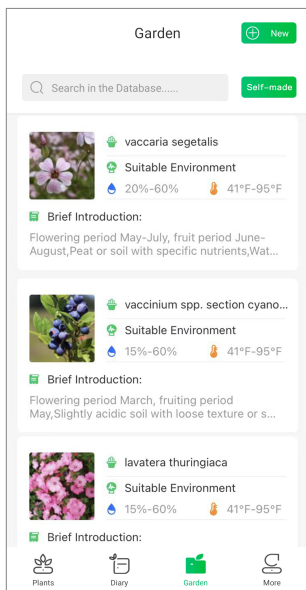 Garden
New
Search in the Database......
Self-made
vaccaria segetalis
Suitable Environment
20%-60% 41°F-95°F
Brief Introduction:
Flowering period May-July, fruit period June-
August,Peat or soil with specific nutrients,Wat...
vaccinium spp. section cyano...
Suitable Environment
15%-60% 41°F-95°F
Brief Introduction:
Flowering period March, fruiting period
May,Slightly acidic soil with loose texture or s...
lavatera thuringiaca
Suitable Environment
15%-60% 41°F-95°F
Brief Introduction:
Plants Diary Garden More